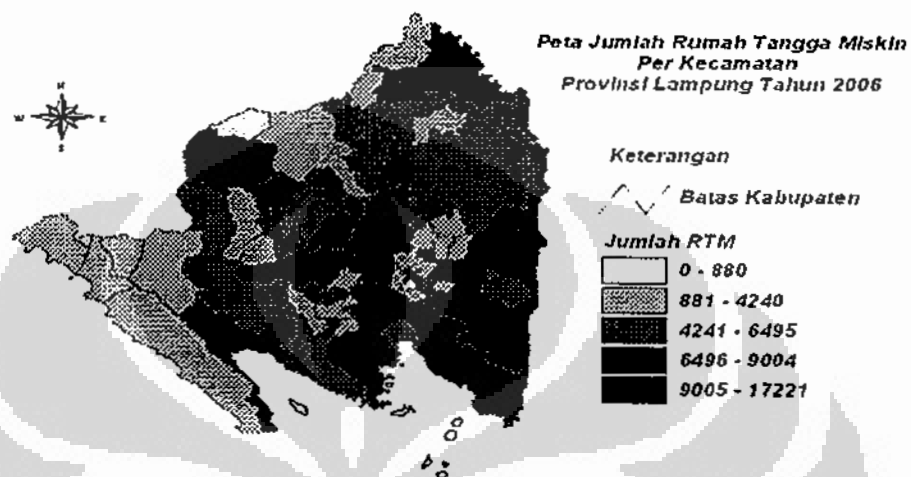 Peta Jumlah Rumah Tangga Miskin
Per Kecamatan
Provinsi Lampung Tahun 2006
N
W E
S
Keterangan
Batas Kabupaten
Jumlah RTM
0 - 880
881 - 4240
4241 - 6495
6496 - 9004
9005 - 17221